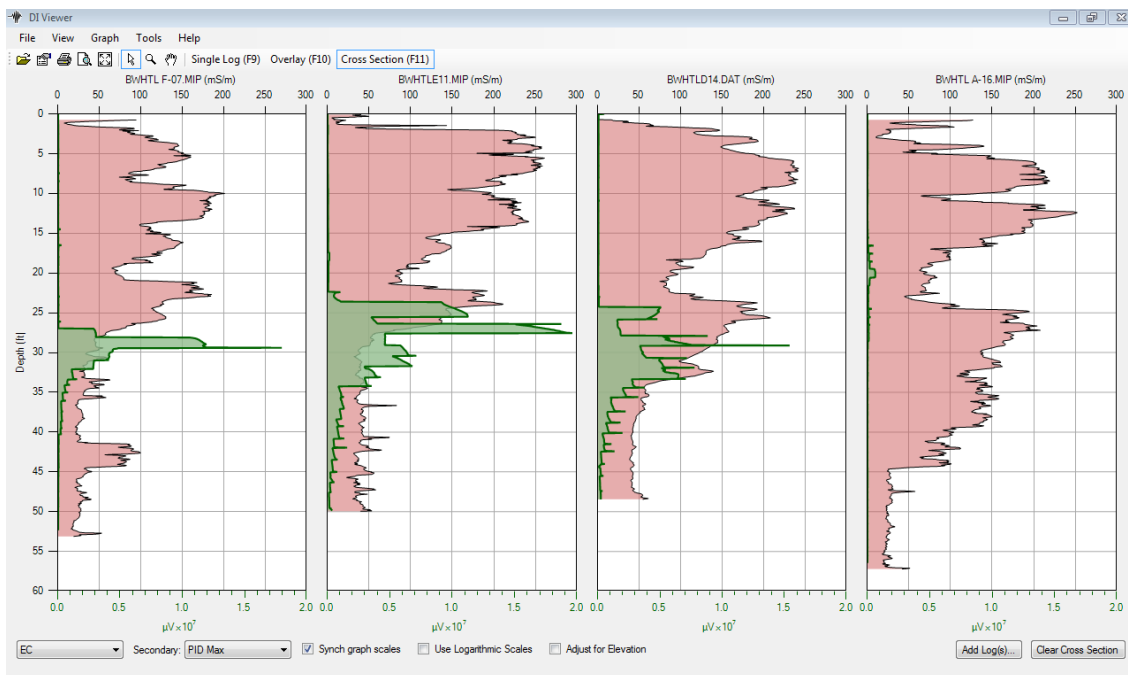 DI Viewer
File View Graph Tools Help
Single Log (F9) Overlay (F10) Cross Section (F11)
BWHTL F-07.MIP (mS/m) BWHTLE11.MIP (mS/m) BWHTLD14.DAT (mS/m) BWHTL A-16.MIP (mS/m)
0 50 100 150 200 250 300 0 50 100 150 200 250 300 0 50 100 150 200 250 300 0 50 100 150 200 250 300
0
5
10
15
20
25
30
35
40
45
50
55
60
Depth (ft)
0.0 0.5 1.0 1.5 2.0 0.0 0.5 1.0 1.5 2.0 0.0 0.5 1.0 1.5 2.0 0.0 0.5 1.0 1.5 2.0
µV×10⁷ µV×10⁷ µV×10⁷ µV×10⁷
EC Secondary: PID Max Synch graph scales Use Logarithmic Scales Adjust for Elevation Add Log(s)... Clear Cross Section